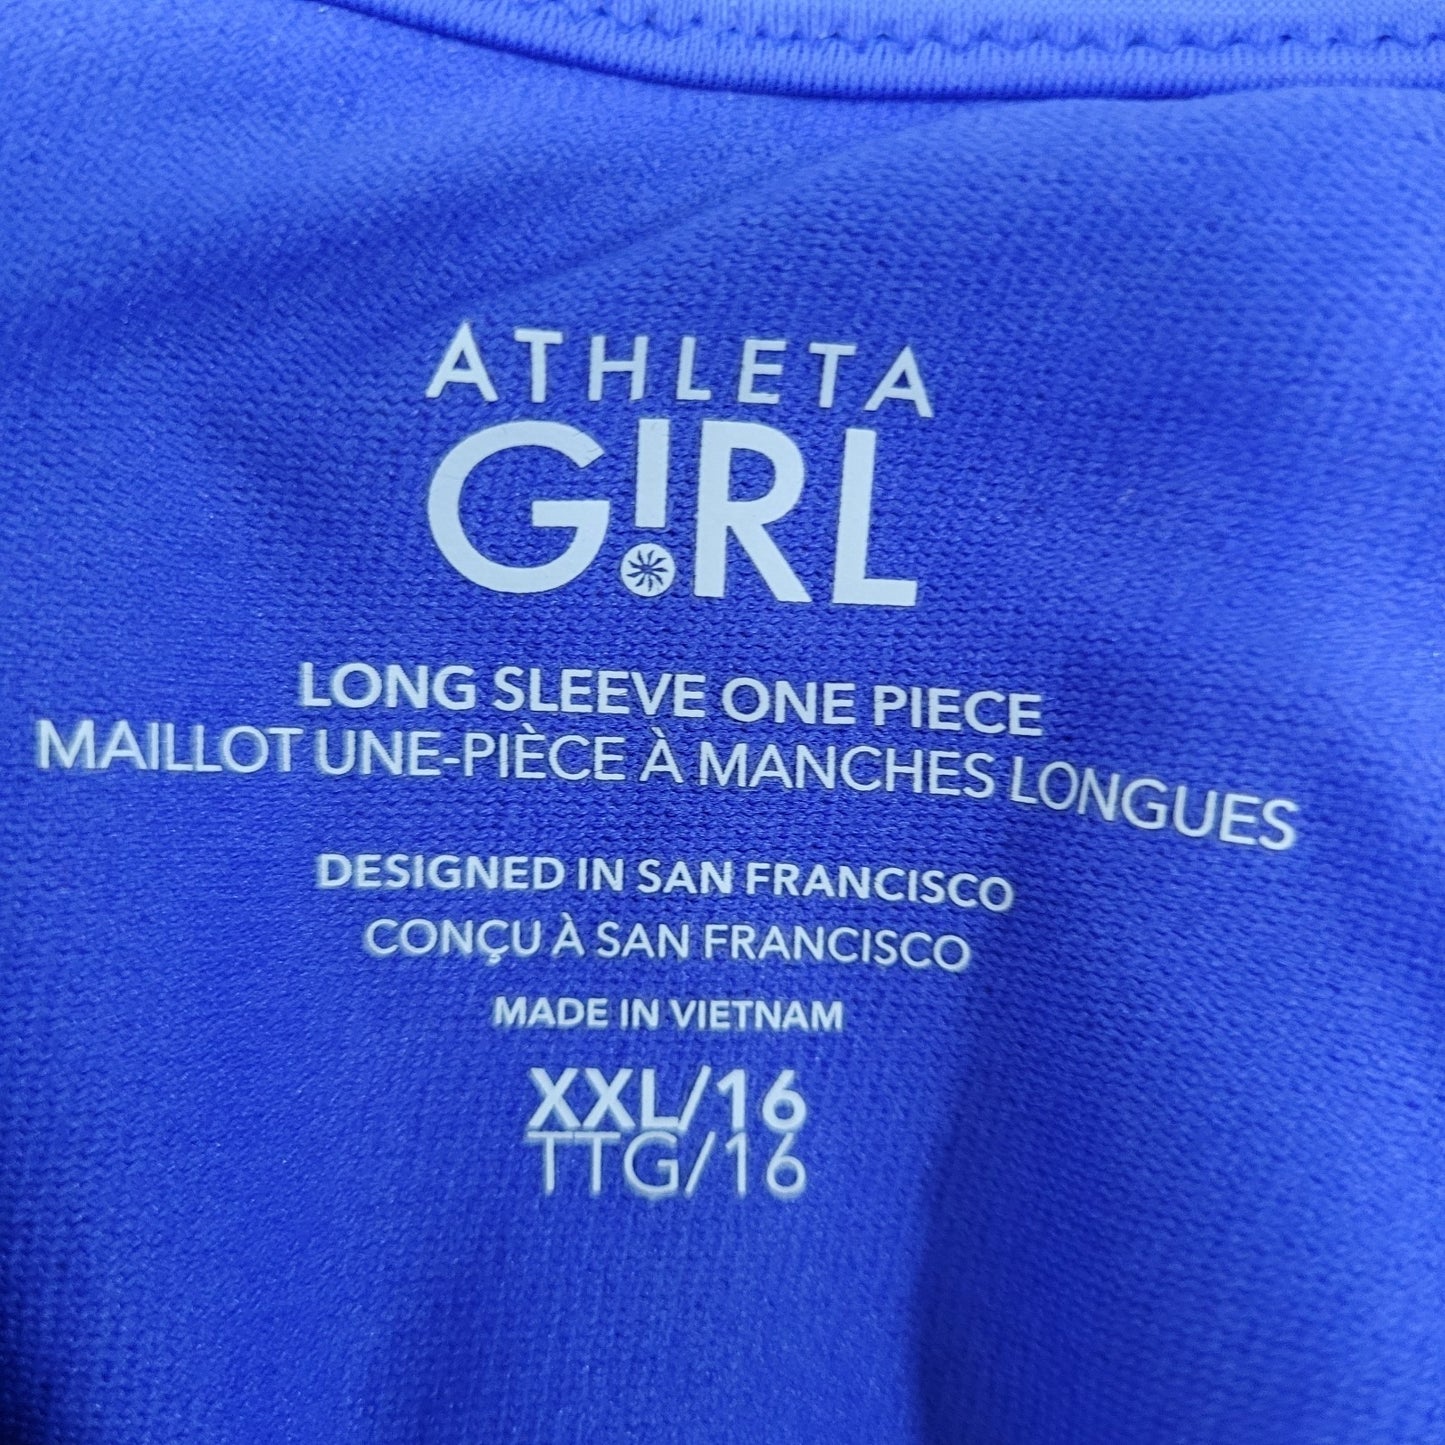 ATHLETA
G!RL
LONG SLEEVE ONE PIECE
MAILLOT UNE-PIÈCE À MANCHES LONGUES
DESIGNED IN SAN FRANCISCO
CONÇU À SAN FRANCISCO
MADE IN VIETNAM
XXL/16
TTG/16